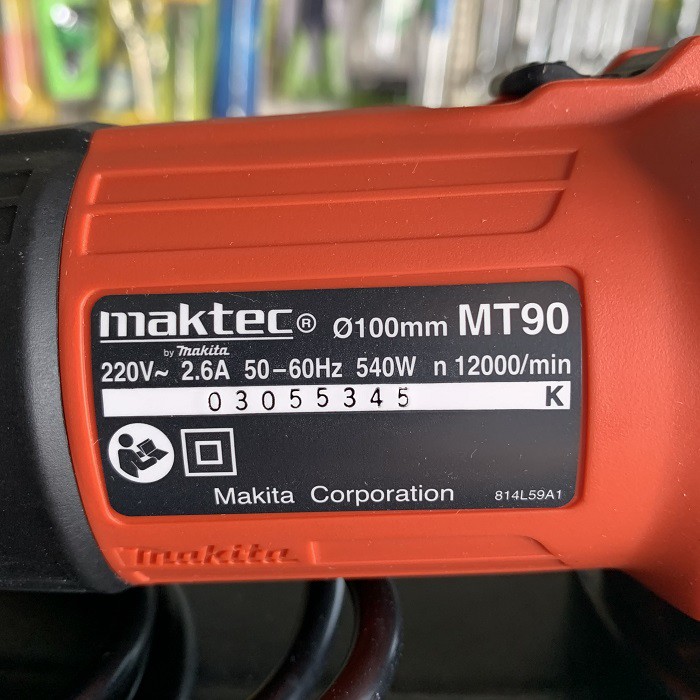 maktec® Ø100mm MT90
by makita
220V~ 2.6A 50-60Hz 540W n 12000/min
03055345 K
Makita Corporation 814L59A1
makita